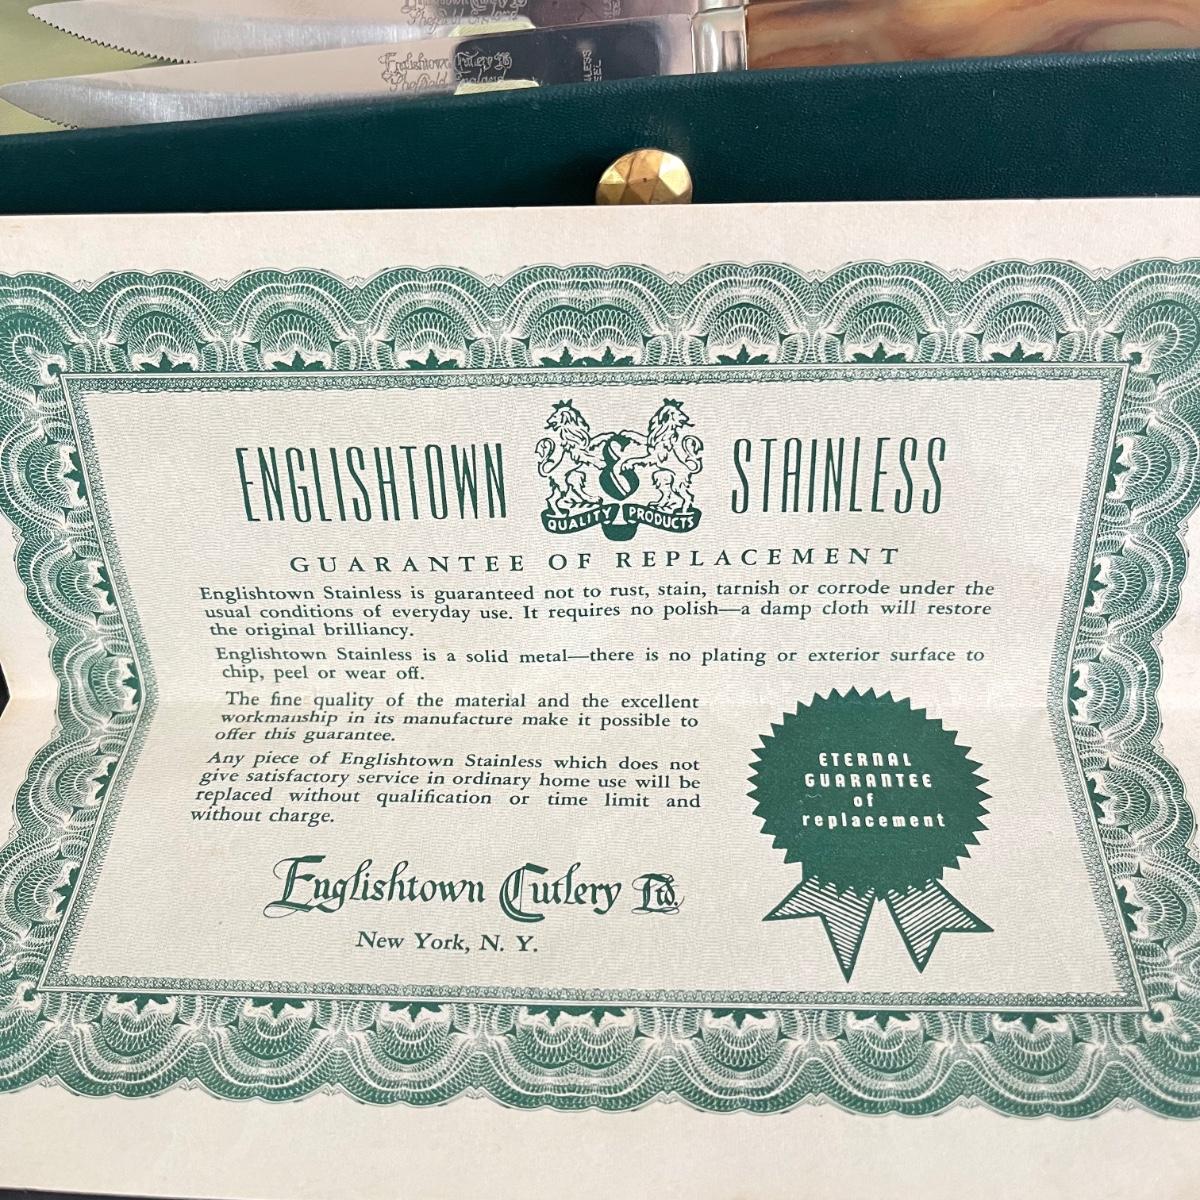 Englishtown Cutlery Ltd
Sheffield England
ENGLISHTOWN STAINLESS
QUALITY PRODUCTS
GUARANTEE OF REPLACEMENT
Englishtown Stainless is guaranteed not to rust, stain, tarnish or corrode under the
usual conditions of everyday use. It requires no polish—a damp cloth will restore
the original brilliancy.
Englishtown Stainless is a solid metal—there is no plating or exterior surface to
chip, peel or wear off.
The fine quality of the material and the excellent
workmanship in its manufacture make it possible to
offer this guarantee.
Any piece of Englishtown Stainless which does not
give satisfactory service in ordinary home use will be
replaced without qualification or time limit and
without charge.
ETERNAL
GUARANTEE
of
replacement
Englishtown Cutlery Ltd.
New York, N. Y.